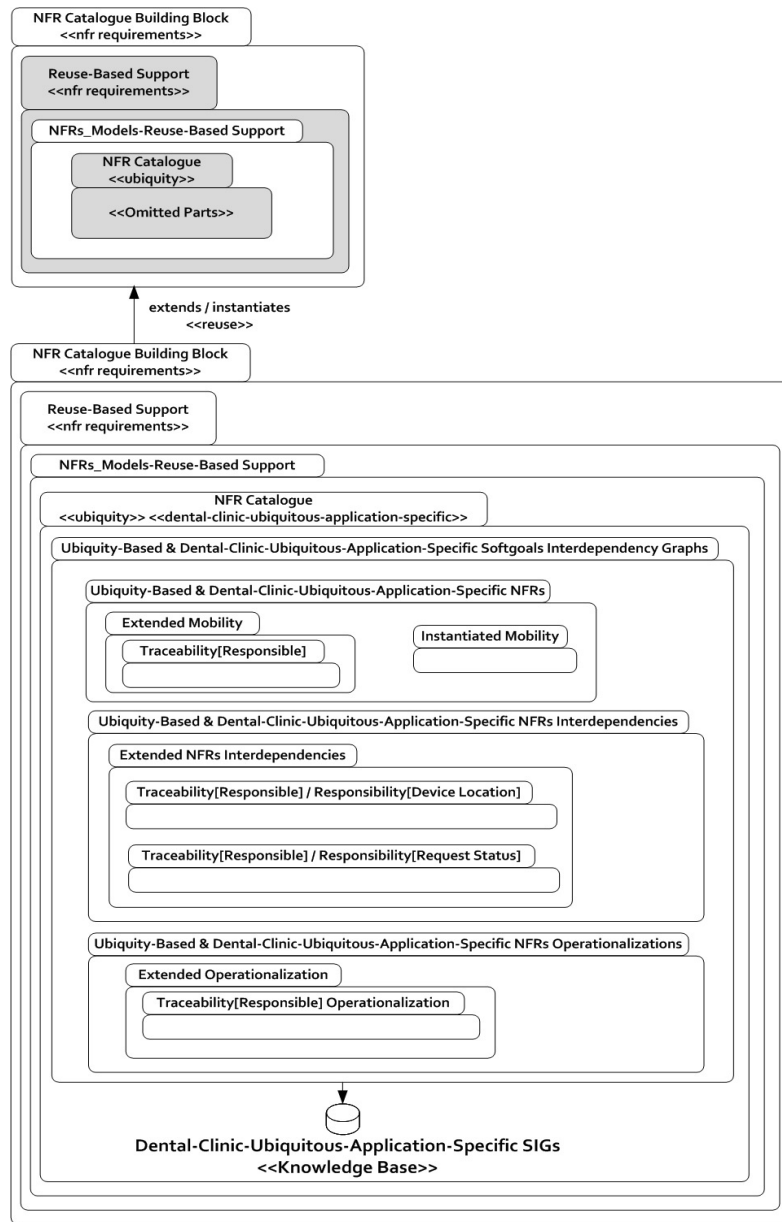 NFR Catalogue Building Block
<<nfr requirements>>
Reuse-Based Support
<<nfr requirements>>
NFRs_Models-Reuse-Based Support
NFR Catalogue
<<ubiquity>>
<<Omitted Parts>>
extends / instantiates
<<reuse>>
NFR Catalogue Building Block
<<nfr requirements>>
Reuse-Based Support
<<nfr requirements>>
NFRs_Models-Reuse-Based Support
NFR Catalogue
<<ubiquity>> <<dental-clinic-ubiquitous-application-specific>>
Ubiquity-Based & Dental-Clinic-Ubiquitous-Application-Specific Softgoals Interdependency Graphs
Ubiquity-Based & Dental-Clinic-Ubiquitous-Application-Specific NFRs
Extended Mobility
Traceability[Responsible]
Instantiated Mobility
Ubiquity-Based & Dental-Clinic-Ubiquitous-Application-Specific NFRs Interdependencies
Extended NFRs Interdependencies
Traceability[Responsible] / Responsibility[Device Location]
Traceability[Responsible] / Responsibility[Request Status]
Ubiquity-Based & Dental-Clinic-Ubiquitous-Application-Specific NFRs Operationalizations
Extended Operationalization
Traceability[Responsible] Operationalization
Dental-Clinic-Ubiquitous-Application-Specific SIGs
<<Knowledge Base>>